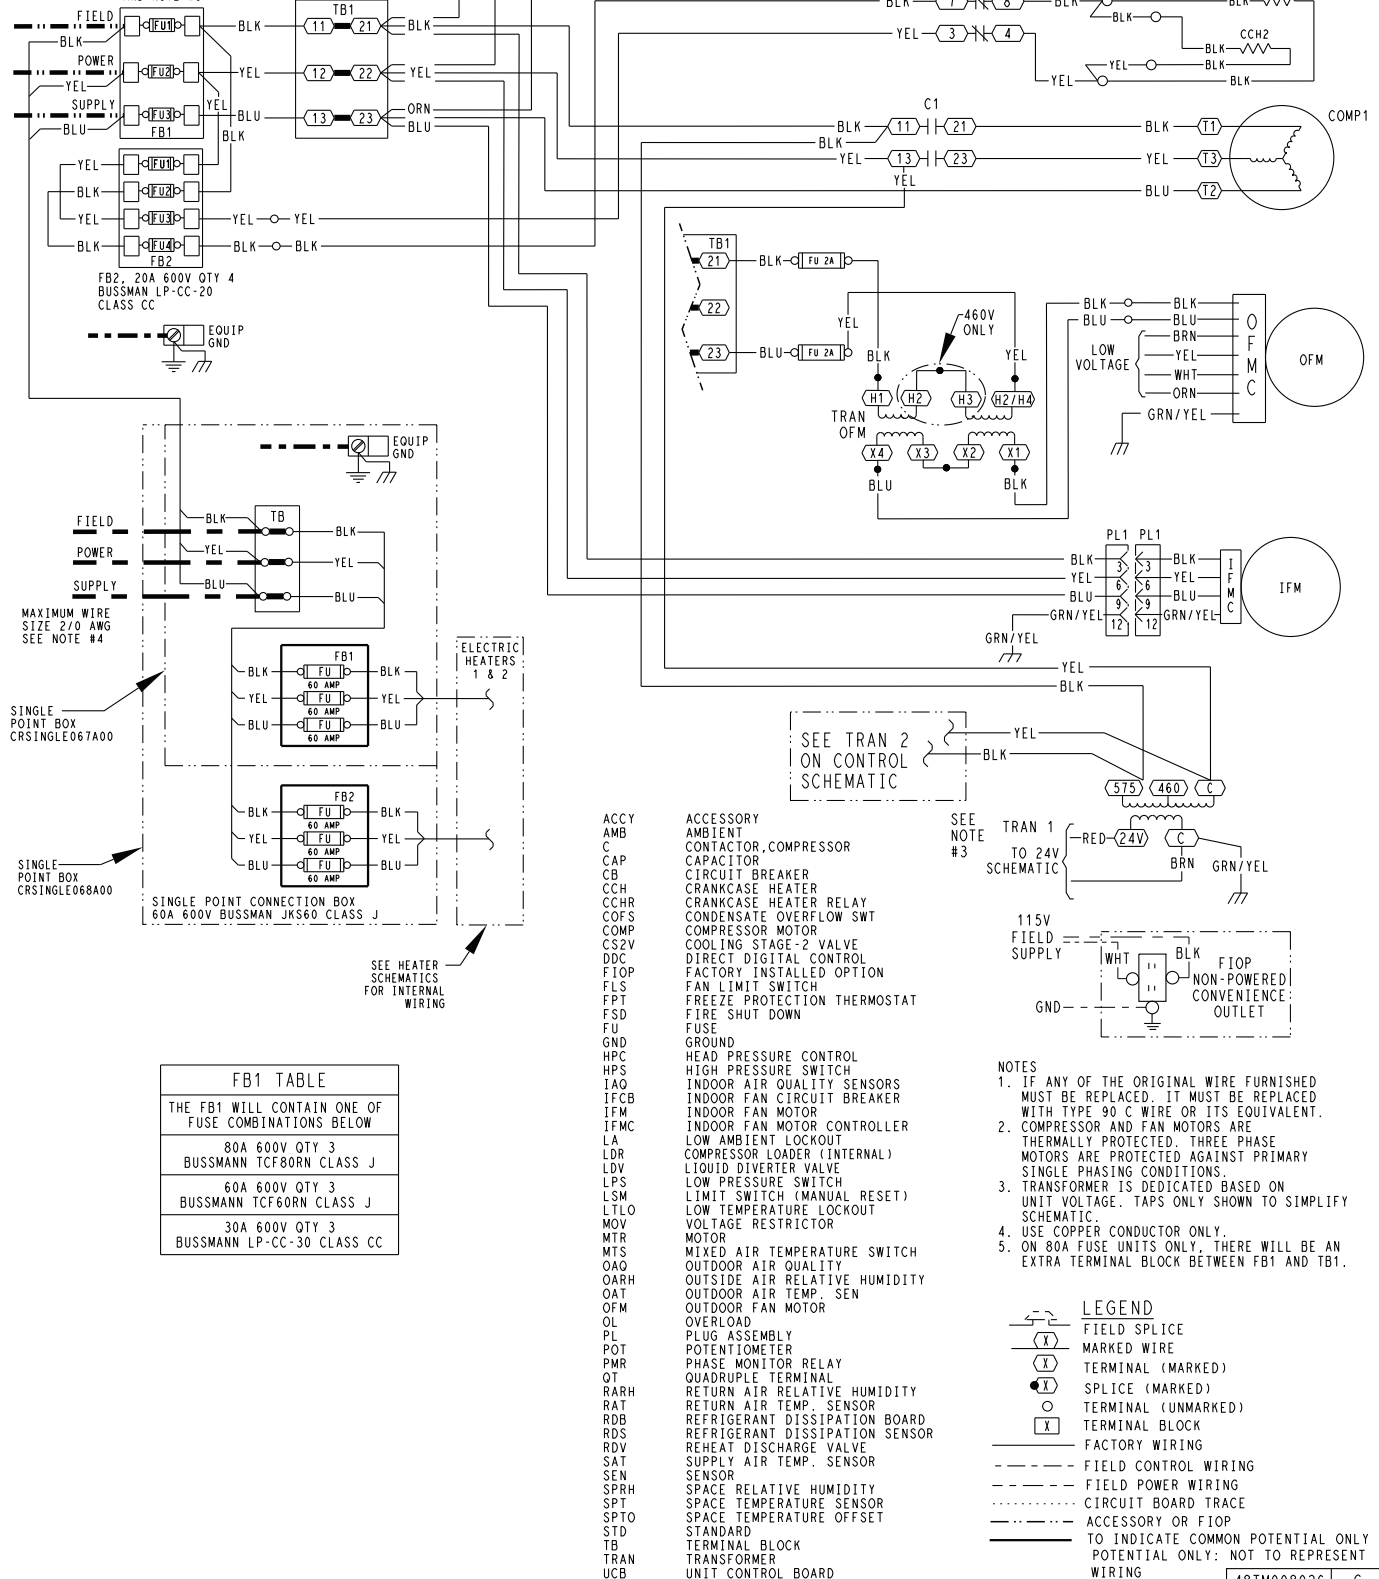 FIELD
BLK
FU1
BLK
11 21
TB1
BLK
POWER
YEL
FU2
YEL
12 22
YEL
SUPPLY
BLU
FU3
FB1
YEL
BLK
BLU
13 23
ORN
BLU
BLK 7 8 BLK
BLK
YEL 3 4
BLK
CCH2
BLK
YEL
YEL
BLK
BLK
C1
BLK 11 21 BLK T1
BLK
YEL 13 23 YEL T3
YEL
BLU T2
COMP1
YEL FU1
BLK FU2
YEL FU3 YEL YEL
BLK FU4 BLK BLK
FB2
FB2, 20A 600V QTY 4
BUSSMAN LP-CC-20
CLASS CC
EQUIP
GND
TB1
21 BLK FU 2A
22
23 BLU FU 2A
YEL
BLK
460V
ONLY
YEL
H1 H2 H3 H2/H4
TRAN
OFM
X4 X3 X2 X1
BLU
BLK
BLK BLK
BLU BLU
LOW
VOLTAGE
BRN
YEL
WHT
ORN
GRN/YEL
OFMC
OFM
EQUIP
GND
TB
FIELD
BLK
BLK
POWER
YEL
YEL
SUPPLY
BLU
BLU
MAXIMUM WIRE
SIZE 2/0 AWG
SEE NOTE #4
PL1 PL1
BLK 3 3 BLK
YEL 6 6 YEL
BLU 9 9 BLU
GRN/YEL 12 12 GRN/YEL
IFMC
IFM
GRN/YEL
YEL
BLK
FB1
BLK FU BLK
60 AMP
YEL FU YEL
60 AMP
BLU FU BLU
60 AMP
ELECTRIC
HEATERS
1 & 2
SINGLE
POINT BOX
CRSINGLE067A00
FB2
BLK FU BLK
60 AMP
YEL FU YEL
60 AMP
BLU FU BLU
60 AMP
SINGLE
POINT BOX
CRSINGLE068A00
SINGLE POINT CONNECTION BOX
60A 600V BUSSMAN JKS60 CLASS J
SEE HEATER
SCHEMATICS
FOR INTERNAL
WIRING
SEE TRAN 2
ON CONTROL
SCHEMATIC
YEL
BLK
575 460 C
SEE
NOTE
#3
TRAN 1
TO 24V
SCHEMATIC
RED 24V C
BRN
GRN/YEL
115V
FIELD
SUPPLY
WHT
BLK
GND
FIOP
NON-POWERED
CONVENIENCE
OUTLET
FB1 TABLE
THE FB1 WILL CONTAIN ONE OF
FUSE COMBINATIONS BELOW
80A 600V QTY 3
BUSSMANN TCF80RN CLASS J
60A 600V QTY 3
BUSSMANN TCF60RN CLASS J
30A 600V QTY 3
BUSSMANN LP-CC-30 CLASS CC
ACCY ACCESSORY
AMB AMBIENT
C CONTACTOR,COMPRESSOR
CAP CAPACITOR
CB CIRCUIT BREAKER
CCH CRANKCASE HEATER
CCHR CRANKCASE HEATER RELAY
COFS CONDENSATE OVERFLOW SWT
COMP COMPRESSOR MOTOR
CS2V COOLING STAGE-2 VALVE
DDC DIRECT DIGITAL CONTROL
FIOP FACTORY INSTALLED OPTION
FLS FAN LIMIT SWITCH
FPT FREEZE PROTECTION THERMOSTAT
FSD FIRE SHUT DOWN
FU FUSE
GND GROUND
HPC HEAD PRESSURE CONTROL
HPS HIGH PRESSURE SWITCH
IAQ INDOOR AIR QUALITY SENSORS
IFCB INDOOR FAN CIRCUIT BREAKER
IFM INDOOR FAN MOTOR
IFMC INDOOR FAN MOTOR CONTROLLER
LA LOW AMBIENT LOCKOUT
LDR COMPRESSOR LOADER (INTERNAL)
LDV LIQUID DIVERTER VALVE
LPS LOW PRESSURE SWITCH
LSM LIMIT SWITCH (MANUAL RESET)
LTLO LOW TEMPERATURE LOCKOUT
MOV VOLTAGE RESTRICTOR
MTR MOTOR
MTS MIXED AIR TEMPERATURE SWITCH
OAQ OUTDOOR AIR QUALITY
OARH OUTSIDE AIR RELATIVE HUMIDITY
OAT OUTDOOR AIR TEMP. SEN
OFM OUTDOOR FAN MOTOR
OL OVERLOAD
PL PLUG ASSEMBLY
POT POTENTIOMETER
PMR PHASE MONITOR RELAY
QT QUADRUPLE TERMINAL
RARH RETURN AIR RELATIVE HUMIDITY
RAT RETURN AIR TEMP. SENSOR
RDB REFRIGERANT DISSIPATION BOARD
RDS REFRIGERANT DISSIPATION SENSOR
RDV REHEAT DISCHARGE VALVE
SAT SUPPLY AIR TEMP. SENSOR
SEN SENSOR
SPRH SPACE RELATIVE HUMIDITY
SPT SPACE TEMPERATURE SENSOR
SPTO SPACE TEMPERATURE OFFSET
STD STANDARD
TB TERMINAL BLOCK
TRAN TRANSFORMER
UCB UNIT CONTROL BOARD
NOTES
1. IF ANY OF THE ORIGINAL WIRE FURNISHED
MUST BE REPLACED. IT MUST BE REPLACED
WITH TYPE 90 C WIRE OR ITS EQUIVALENT.
2. COMPRESSOR AND FAN MOTORS ARE
THERMALLY PROTECTED. THREE PHASE
MOTORS ARE PROTECTED AGAINST PRIMARY
SINGLE PHASING CONDITIONS.
3. TRANSFORMER IS DEDICATED BASED ON
UNIT VOLTAGE. TAPS ONLY SHOWN TO SIMPLIFY
SCHEMATIC.
4. USE COPPER CONDUCTOR ONLY.
5. ON 80A FUSE UNITS ONLY, THERE WILL BE AN
EXTRA TERMINAL BLOCK BETWEEN FB1 AND TB1.
LEGEND
FIELD SPLICE
X MARKED WIRE
X TERMINAL (MARKED)
X SPLICE (MARKED)
TERMINAL (UNMARKED)
X TERMINAL BLOCK
FACTORY WIRING
FIELD CONTROL WIRING
FIELD POWER WIRING
CIRCUIT BOARD TRACE
ACCESSORY OR FIOP
TO INDICATE COMMON POTENTIAL ONLY
POTENTIAL ONLY: NOT TO REPRESENT
WIRING